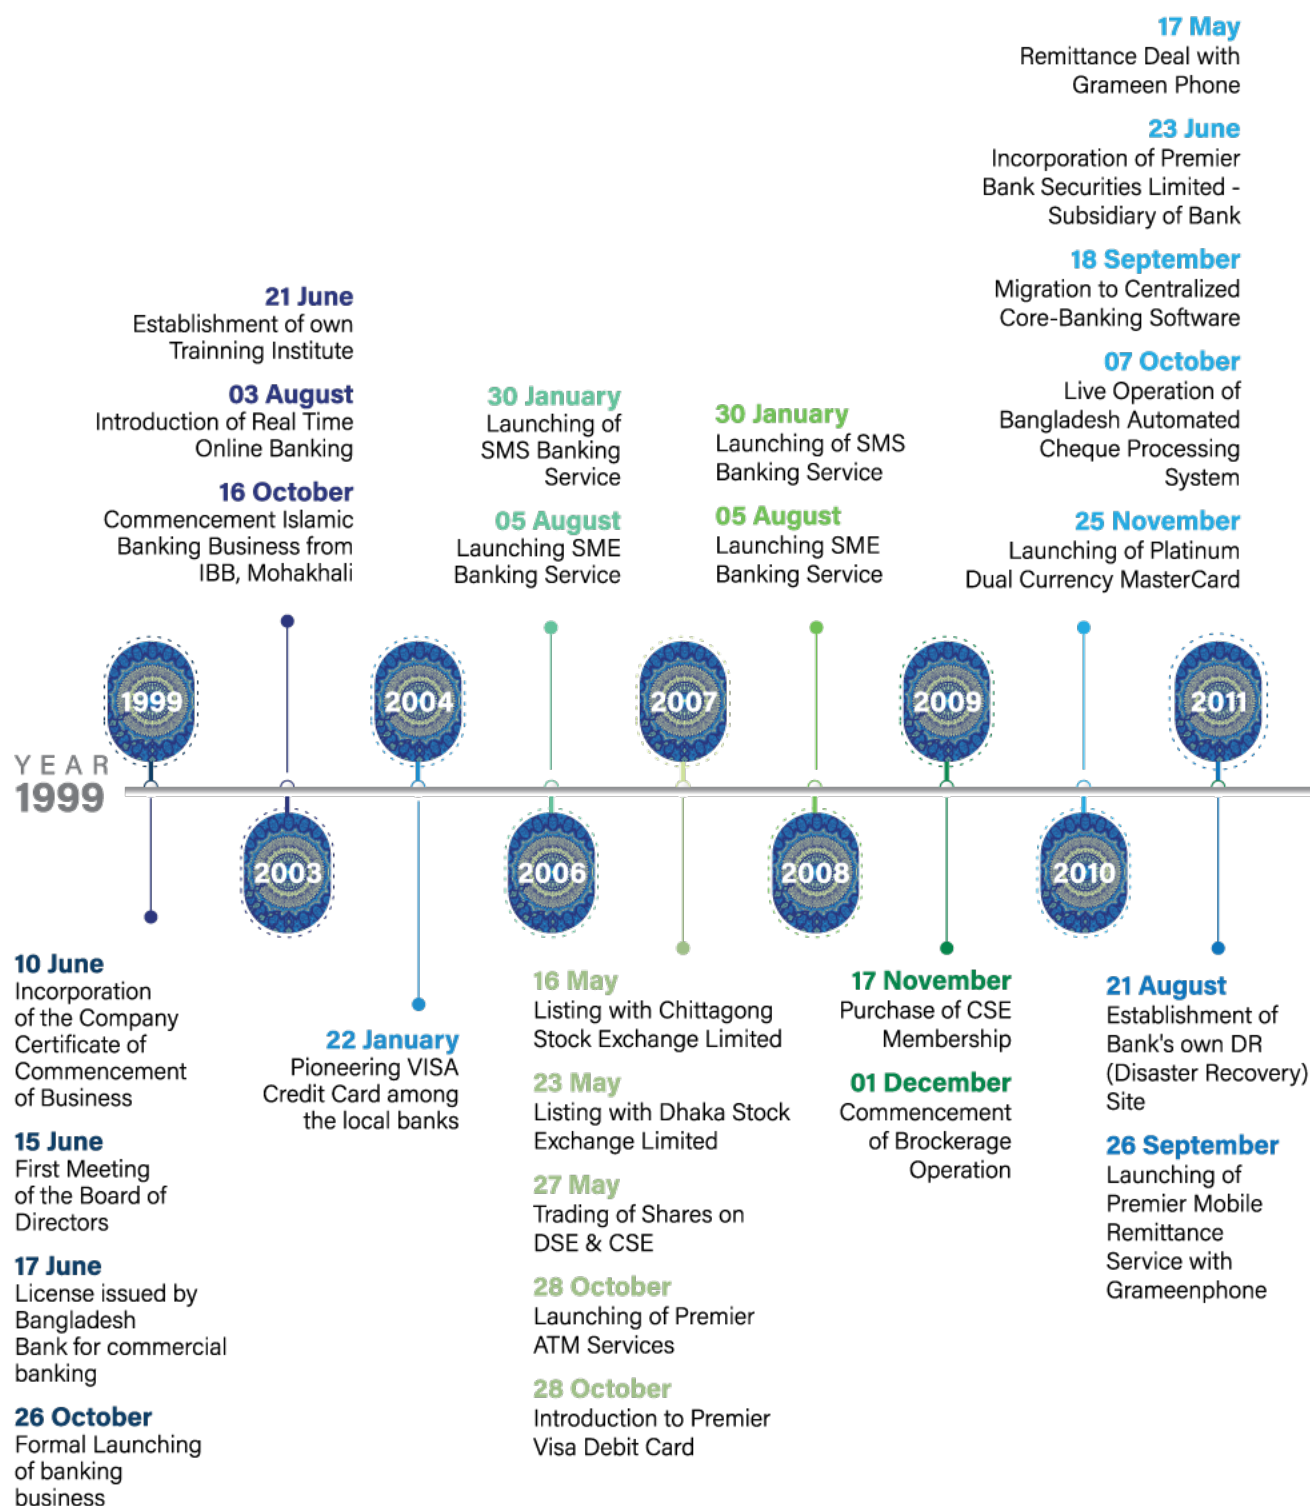 17 May
Remittance Deal with
Grameen Phone
23 June
Incorporation of Premier
Bank Securities Limited -
Subsidiary of Bank
18 September
Migration to Centralized
Core-Banking Software
07 October
Live Operation of
Bangladesh Automated
Cheque Processing
System
25 November
Launching of Platinum
Dual Currency MasterCard
21 June
Establishment of own
Trainning Institute
03 August
Introduction of Real Time
Online Banking
16 October
Commencement Islamic
Banking Business from
IBB, Mohakhali
30 January
Launching of
SMS Banking
Service
05 August
Launching SME
Banking Service
30 January
Launching of SMS
Banking Service
05 August
Launching SME
Banking Service
1999
2004
2007
2009
2011
YEAR
1999
2003
2006
2008
2010
10 June
Incorporation
of the Company
Certificate of
Commencement
of Business
15 June
First Meeting
of the Board of
Directors
17 June
License issued by
Bangladesh
Bank for commercial
banking
26 October
Formal Launching
of banking
business
22 January
Pioneering VISA
Credit Card among
the local banks
16 May
Listing with Chittagong
Stock Exchange Limited
23 May
Listing with Dhaka Stock
Exchange Limited
27 May
Trading of Shares on
DSE & CSE
28 October
Launching of Premier
ATM Services
28 October
Introduction to Premier
Visa Debit Card
17 November
Purchase of CSE
Membership
01 December
Commencement
of Brockerage
Operation
21 August
Establishment of
Bank's own DR
(Disaster Recovery)
Site
26 September
Launching of
Premier Mobile
Remittance
Service with
Grameenphone